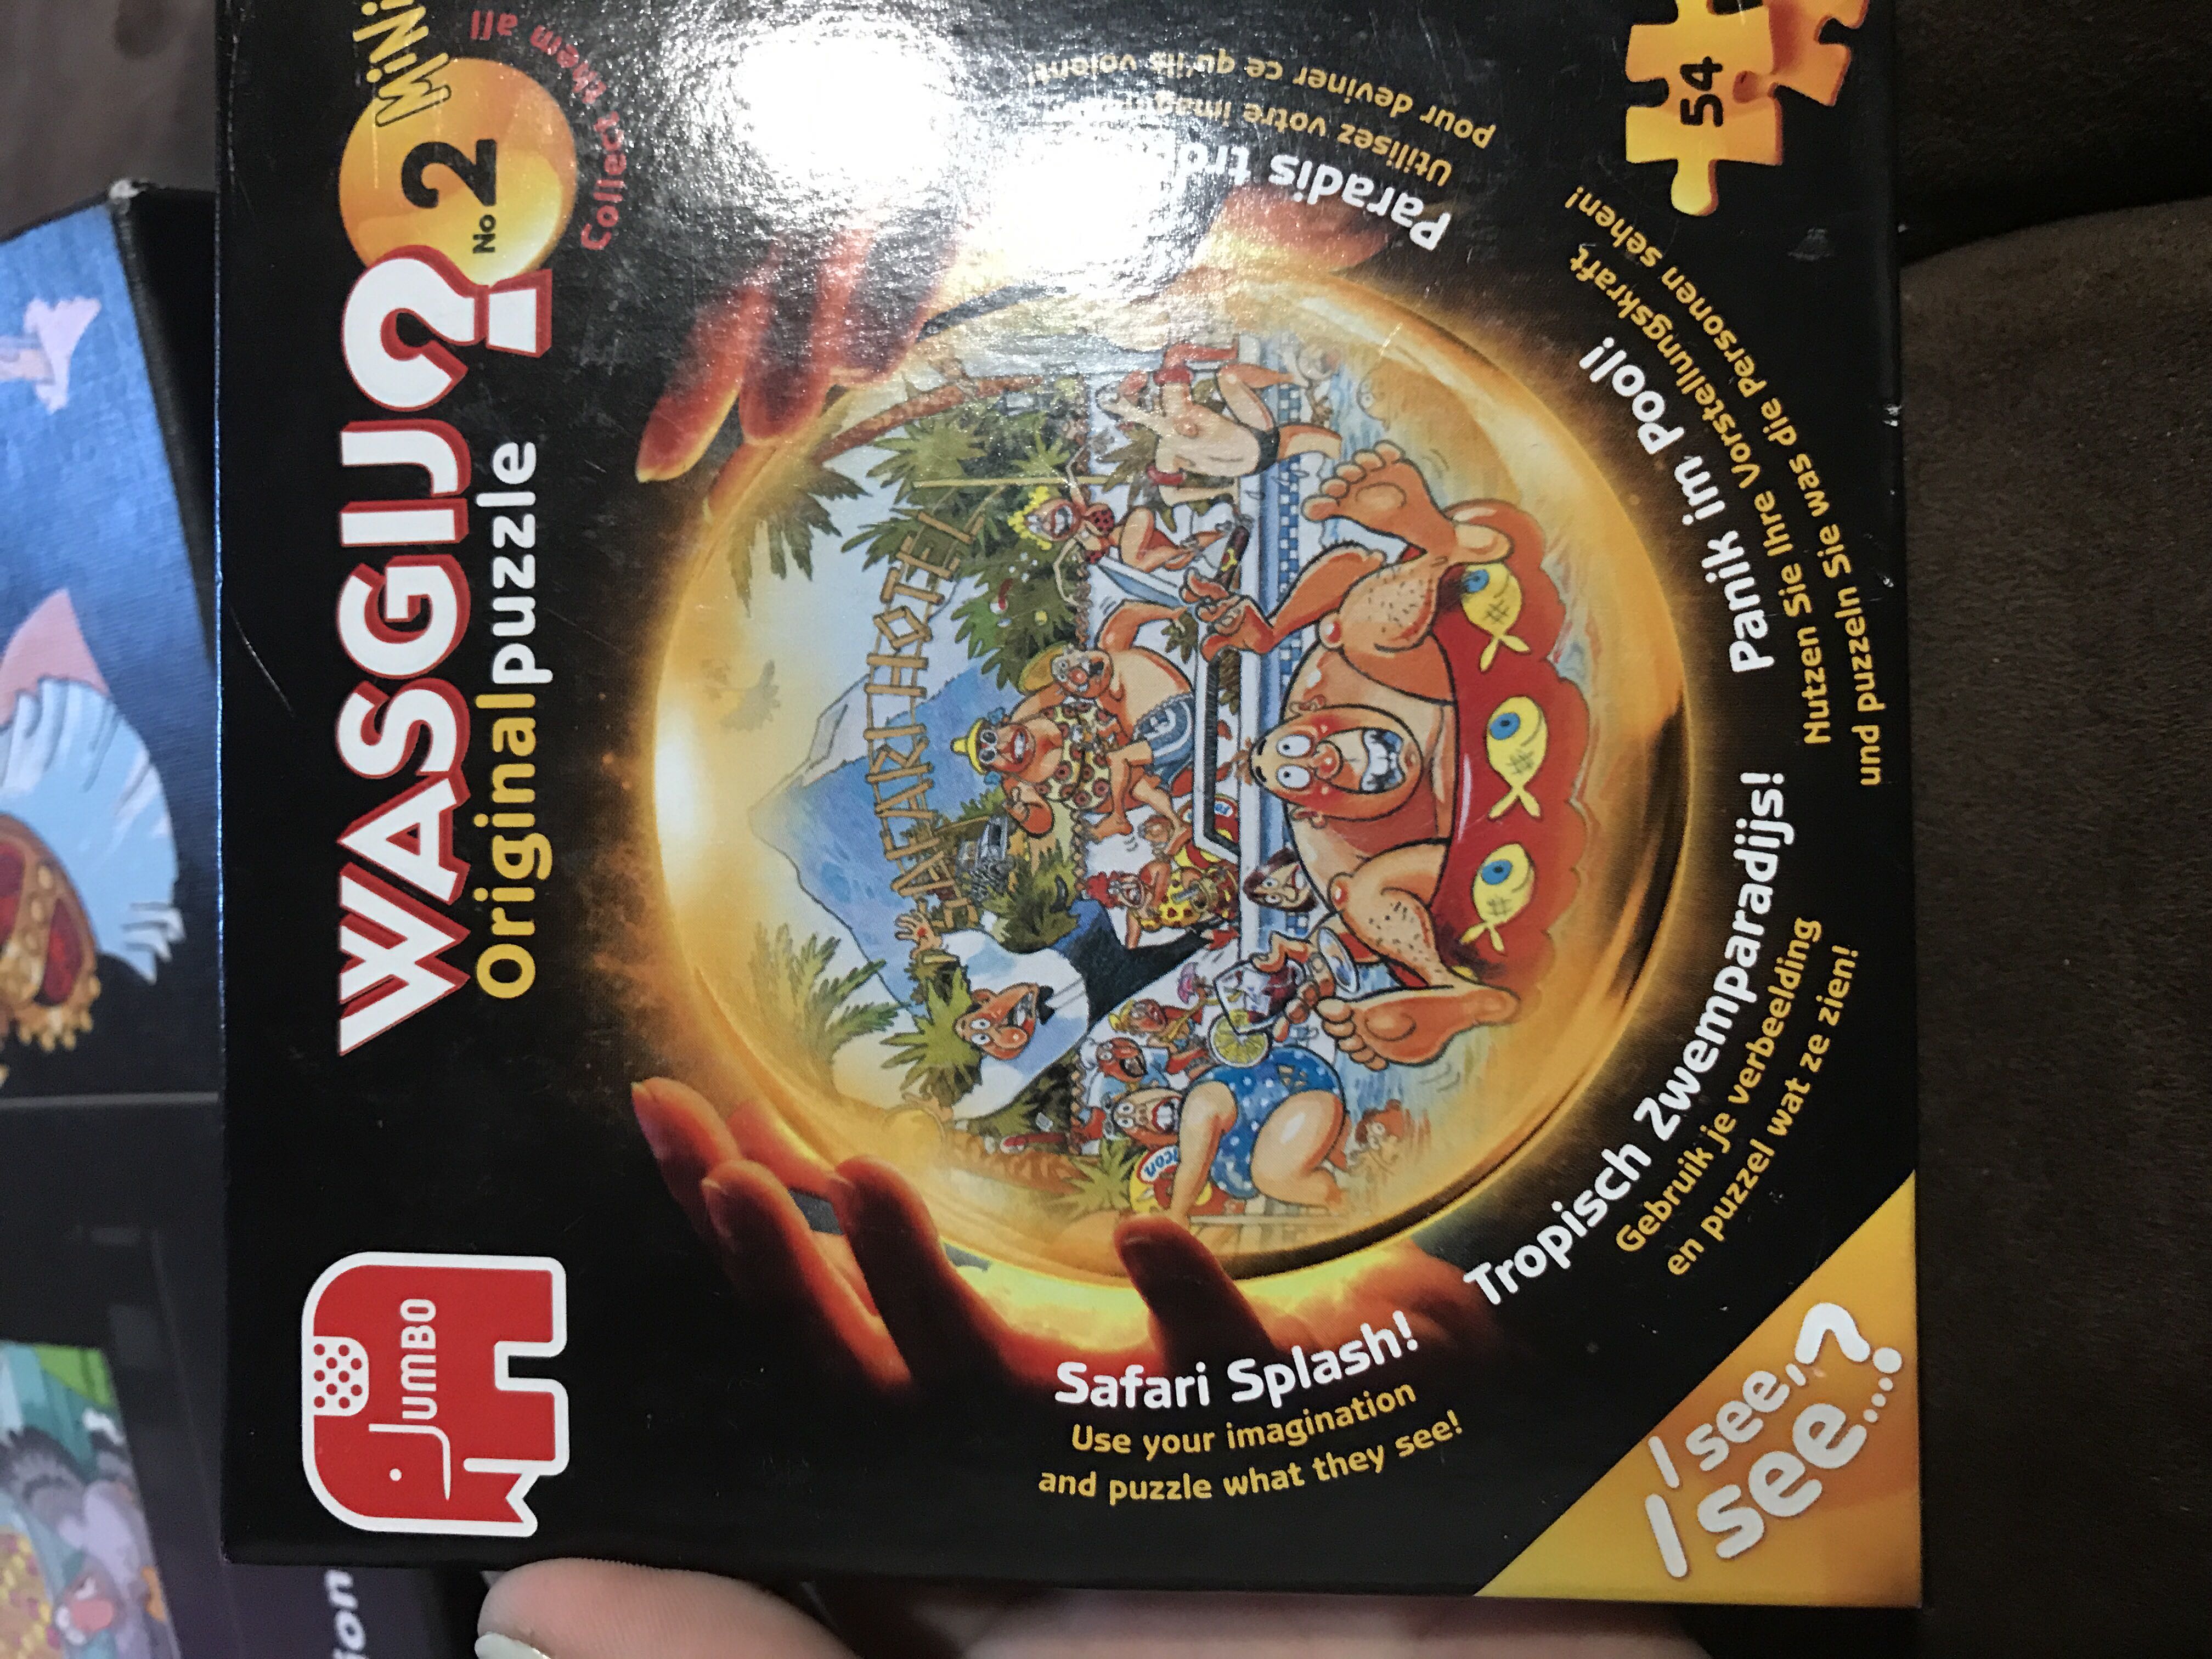 JUMBO
WASGIJ?
Originalpuzzle
No 2
MiNi
Collect them all
SAFARI HOTEL
Safari Splash!
Use your imagination
and puzzle what they see!
Tropisch Zwemparadijs!
Gebruik je verbeelding
en puzzel wat ze zien!
Panik im Pool!
Nutzen Sie Ihre Vorstellungskraft
und puzzeln Sie was die Personen sehen!
Paradis
Utilisez votre
pour deviner ce qu'ils voient!
54
I see,
I see...?